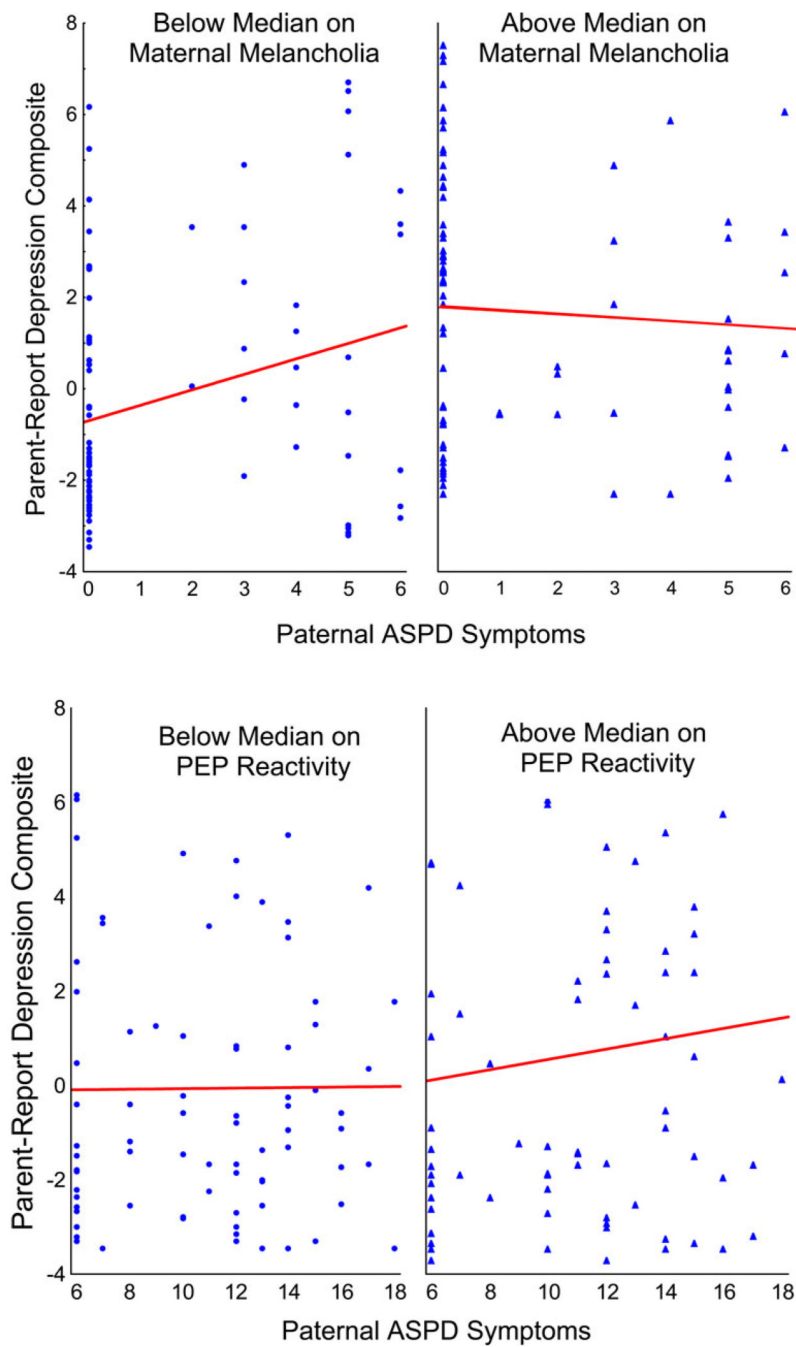 Below Median on
Maternal Melancholia
Above Median on
Maternal Melancholia
Parent-Report Depression Composite
8
6
4
2
0
-2
-4
0 1 2 3 4 5 6
0 1 2 3 4 5 6
Paternal ASPD Symptoms
Below Median on
PEP Reactivity
Above Median on
PEP Reactivity
Parent-Report Depression Composite
8
6
4
2
0
-2
-4
6 8 10 12 14 16 18
6 8 10 12 14 16 18
Paternal ASPD Symptoms